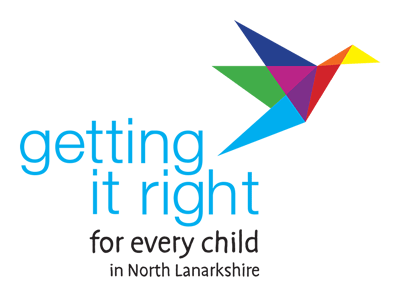 getting
it right
for every child
in North Lanarkshire